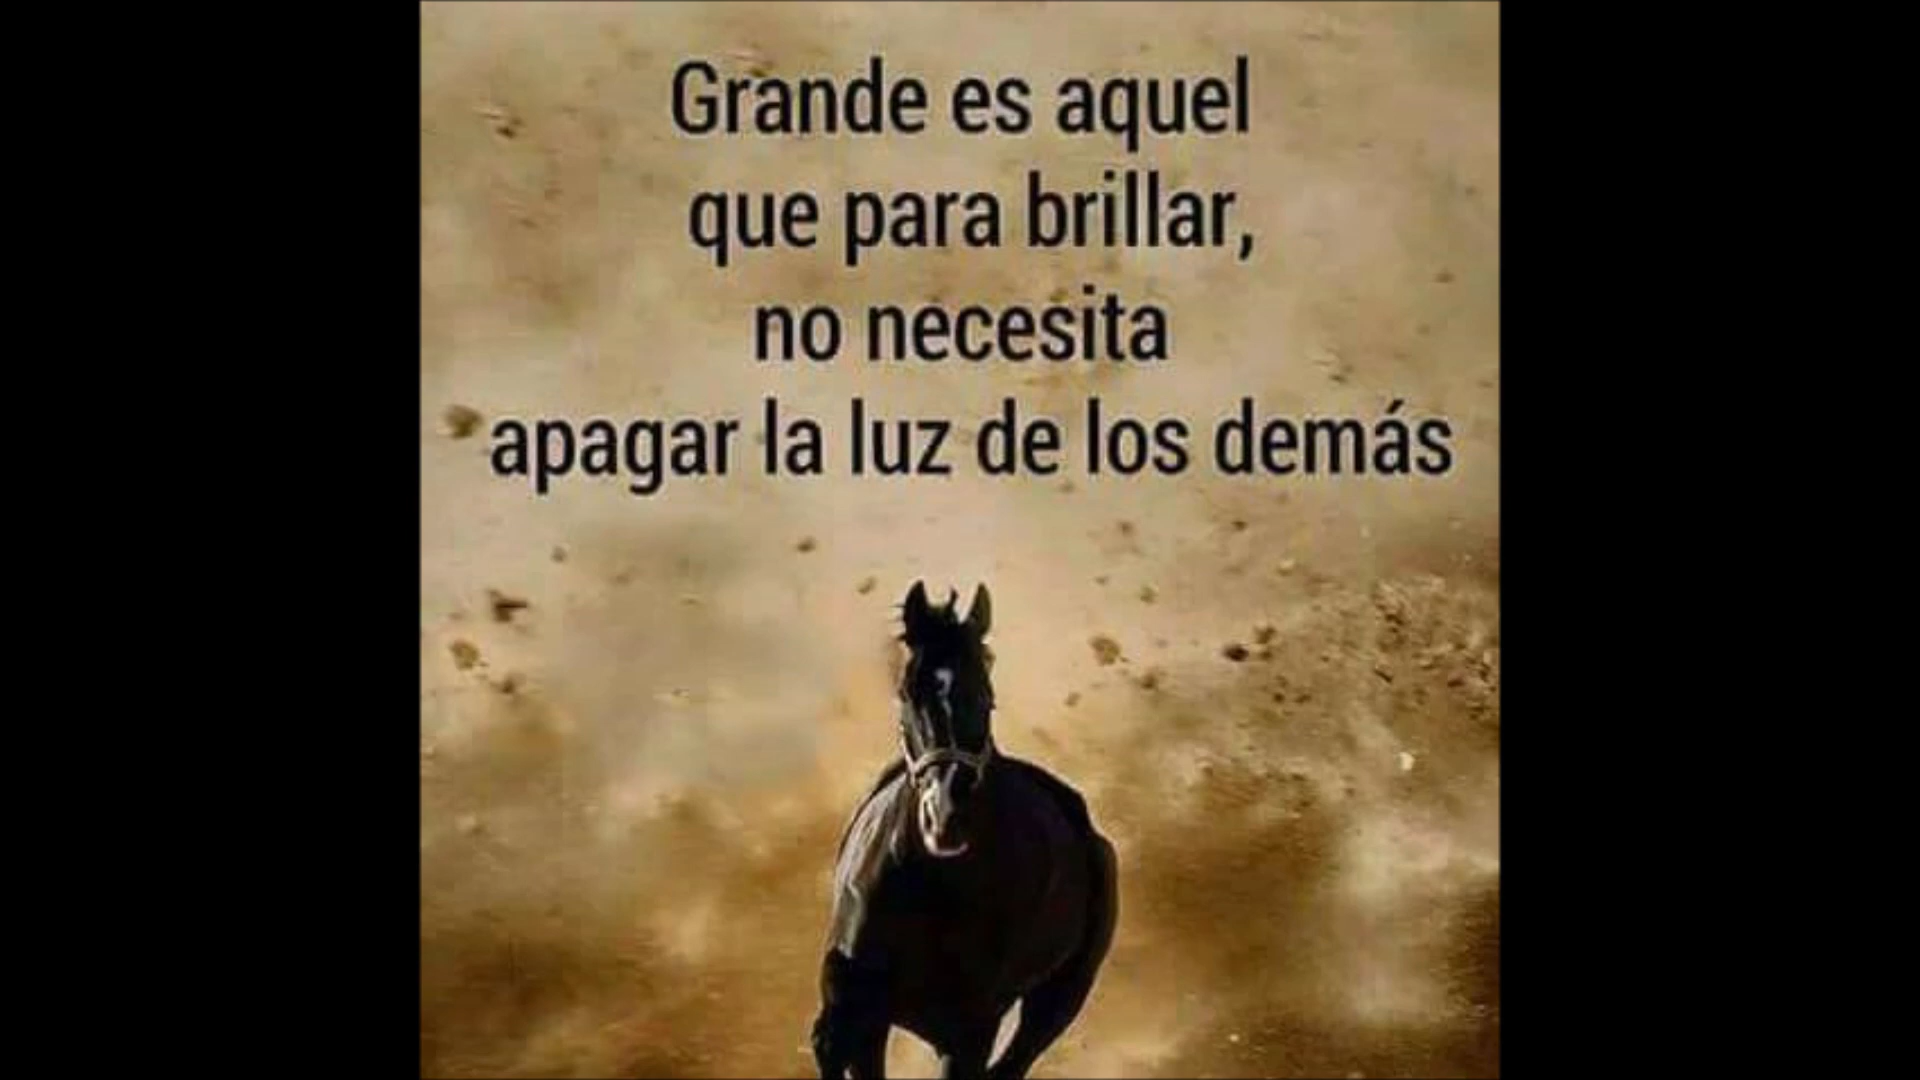 Grande es aquel
que para brillar,
no necesita
apagar la luz de los demás